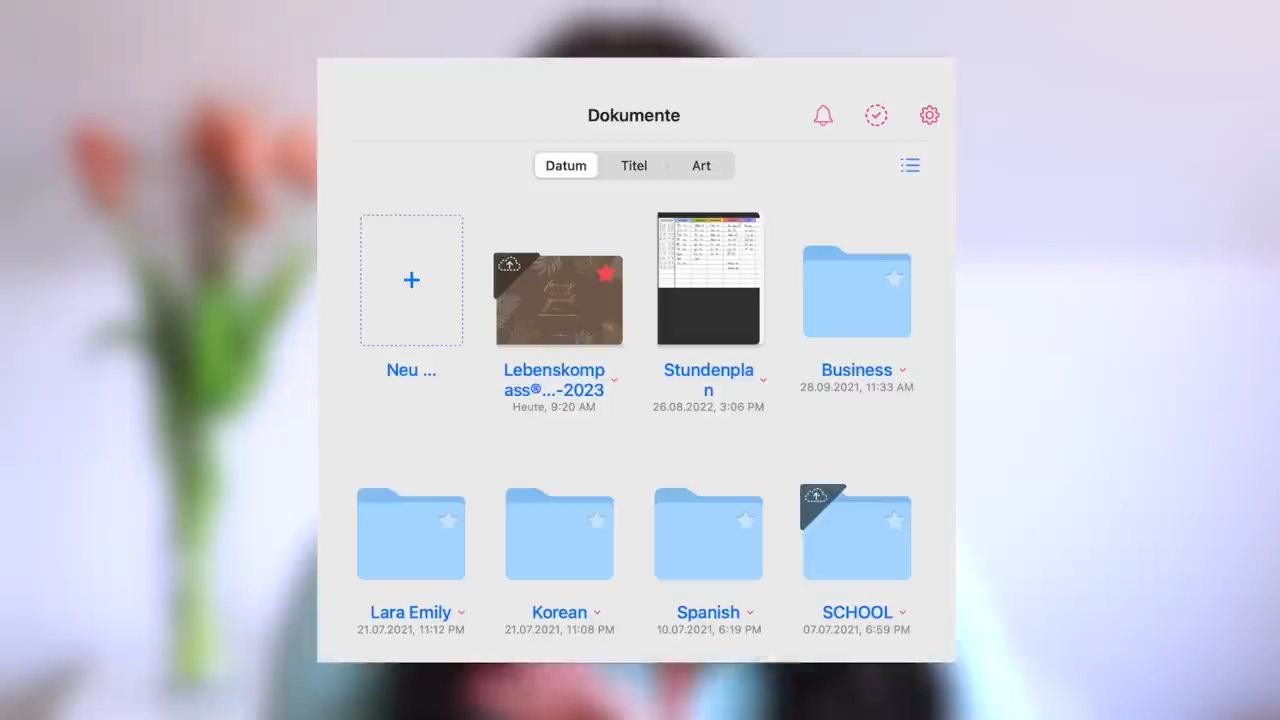 Dokumente
Datum
Titel
Art
Neu ...
Lebenskomp
ass®...-2023
Heute, 9:20 AM
Stundenpla
n
26.08.2022, 3:06 PM
Business
28.09.2021, 11:33 AM
Lara Emily
21.07.2021, 11:12 PM
Korean
21.07.2021, 11:08 PM
Spanish
10.07.2021, 6:19 PM
SCHOOL
07.07.2021, 6:59 PM